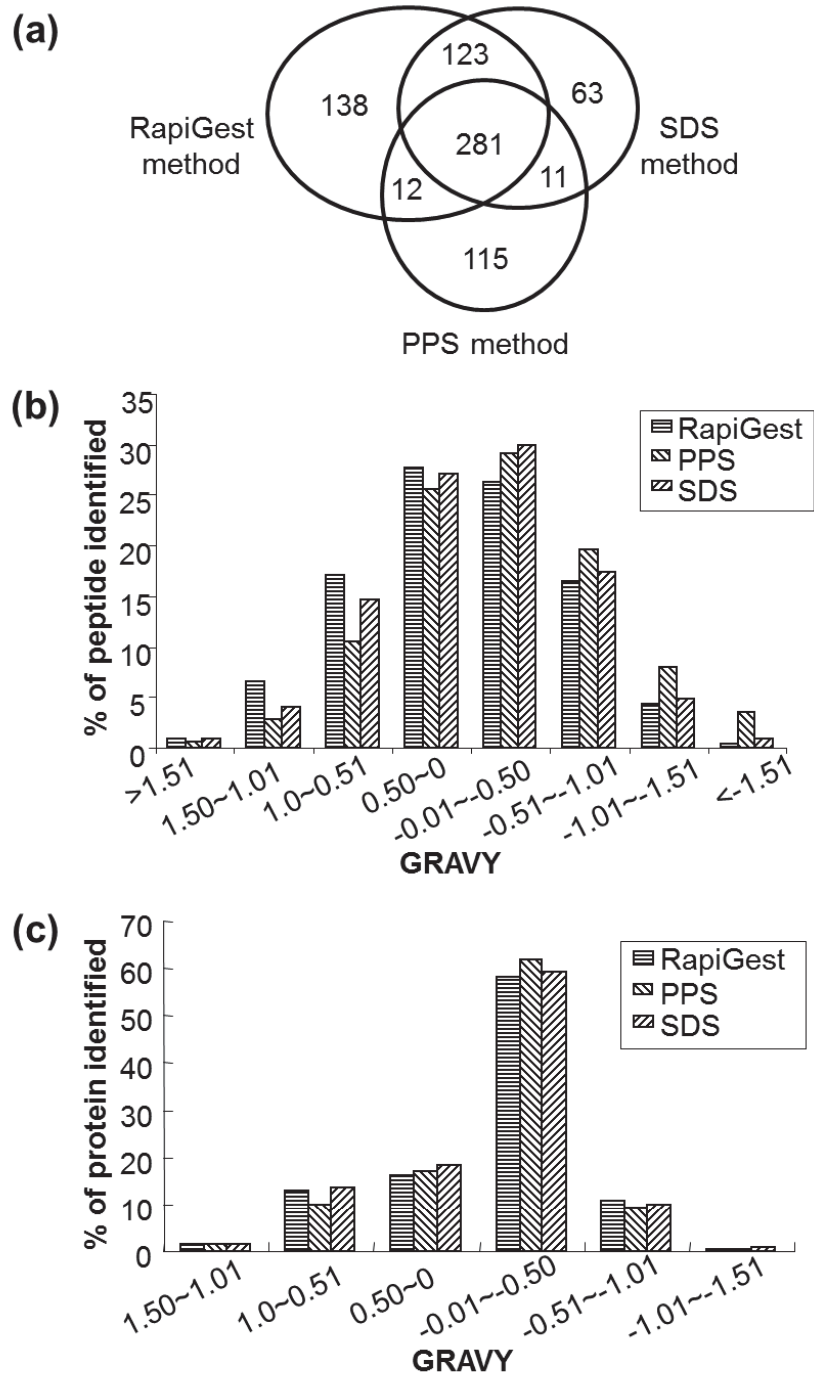 (a)
123
138
63
RapiGest
method
281
SDS
method
12
11
115
PPS method
(b)
35
30
25
20
15
10
5
0
% of peptide identified
RapiGest
PPS
SDS
>1.51
1.50~1.01
1.0~0.51
0.50~0
-0.01~-0.50
-0.51~-1.01
-1.01~-1.51
<-1.51
GRAVY
(c)
70
60
50
40
30
20
10
0
% of protein identified
RapiGest
PPS
SDS
1.50~1.01
1.0~0.51
0.50~0
-0.01~-0.50
-0.51~-1.01
-1.01~-1.51
GRAVY